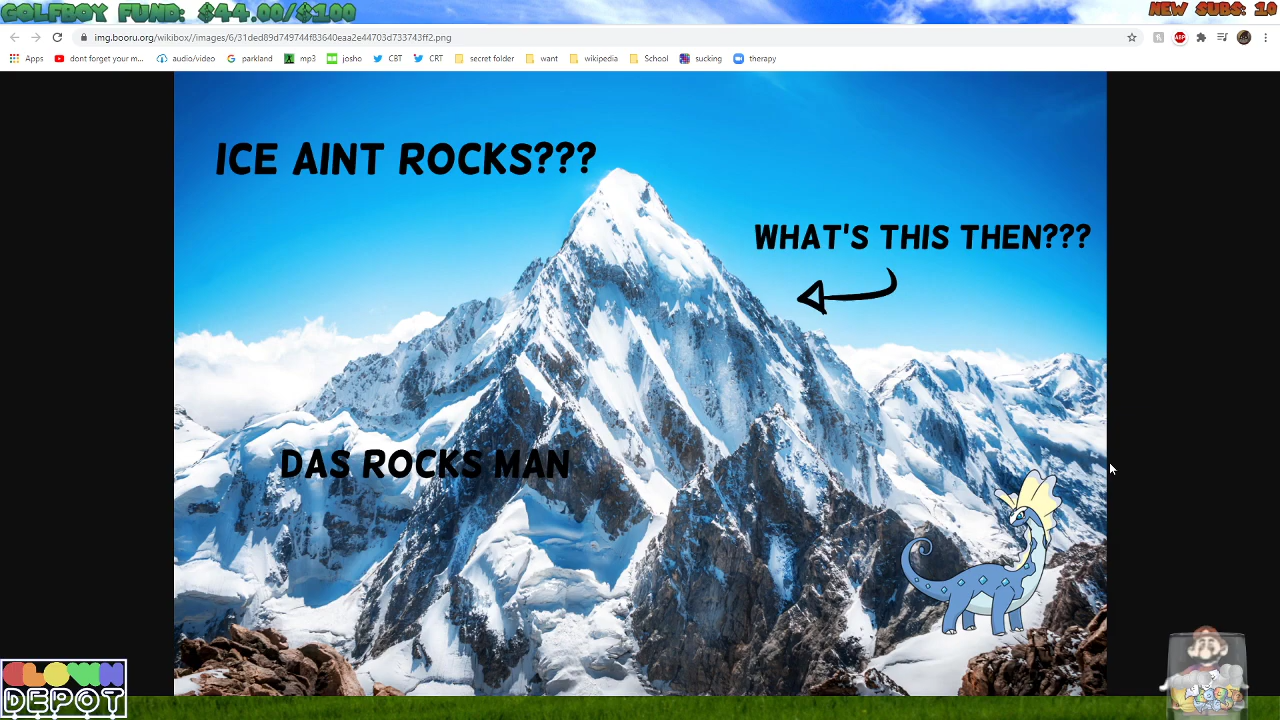 GOLFBOY FUND: $44.00/$100
NEW SUBS: 10
img.booru.org/wikibox//images/6/31ded89d749744f83640eaa2e44703d733743ff2.png
Apps dont forget your m... audio/video parkland mp3 josho CBT CRT secret folder want wikipedia School sucking therapy
ICE AINT ROCKS???
WHAT'S THIS THEN???
DAS ROCKS MAN
CLOWN
DEPOT